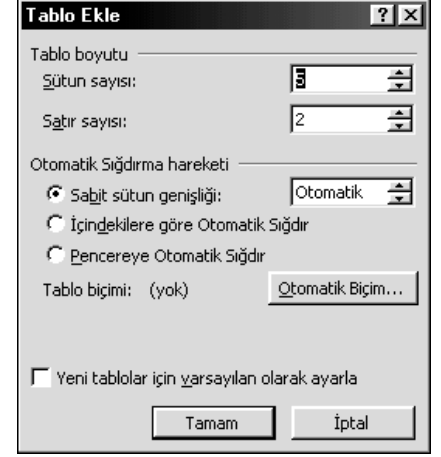 Tablo Ekle
Tablo boyutu
Sütun sayısı: 5
Satır sayısı: 2
Otomatik Sığdırma hareketi
Sabit sütun genişliği: Otomatik
İçindekilere göre Otomatik Sığdır
Pencereye Otomatik Sığdır
Tablo biçimi: (yok) Otomatik Biçim...
Yeni tablolar için varsayılan olarak ayarla
Tamam İptal